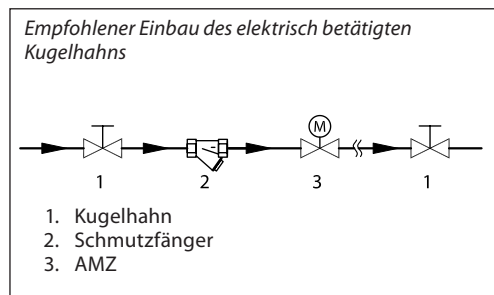 Empfohlener Einbau des elektrisch betätigten
Kugelhahns
M
1 2 3 1
1. Kugelhahn
2. Schmutzfänger
3. AMZ